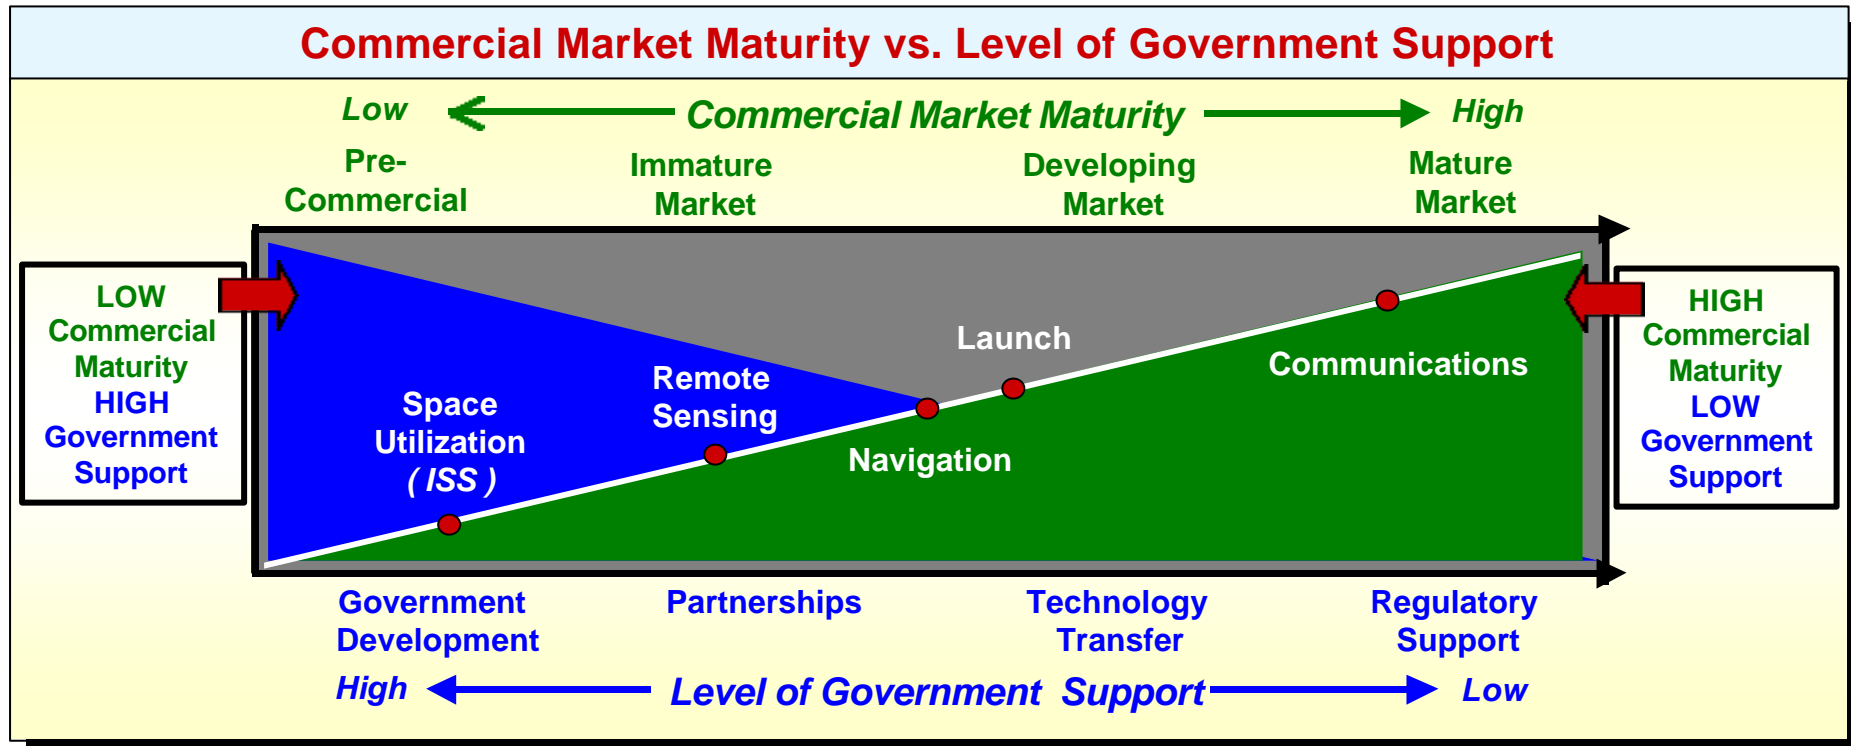 Commercial Market Maturity vs. Level of Government Support
Low
Commercial Market Maturity
High
Pre-
Commercial
Immature
Market
Developing
Market
Mature
Market
LOW
Commercial
Maturity
HIGH
Government
Support
Space
Utilization
( ISS )
Remote
Sensing
Launch
Navigation
Communications
HIGH
Commercial
Maturity
LOW
Government
Support
Government
Development
Partnerships
Technology
Transfer
Regulatory
Support
High
Level of Government Support
Low